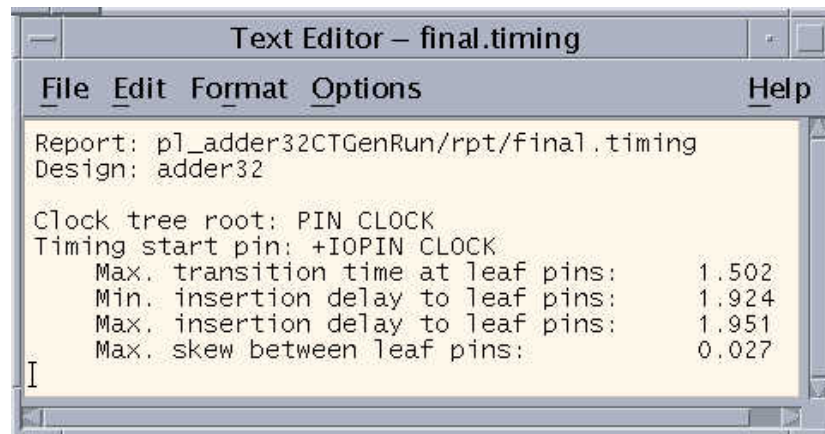 Text Editor – final.timing
File Edit Format Options Help
Report: pl_adder32CTGenRun/rpt/final.timing
Design: adder32
Clock tree root: PIN CLOCK
Timing start pin: +IOPIN CLOCK
Max. transition time at leaf pins: 1.502
Min. insertion delay to leaf pins: 1.924
Max. insertion delay to leaf pins: 1.951
Max. skew between leaf pins: 0.027